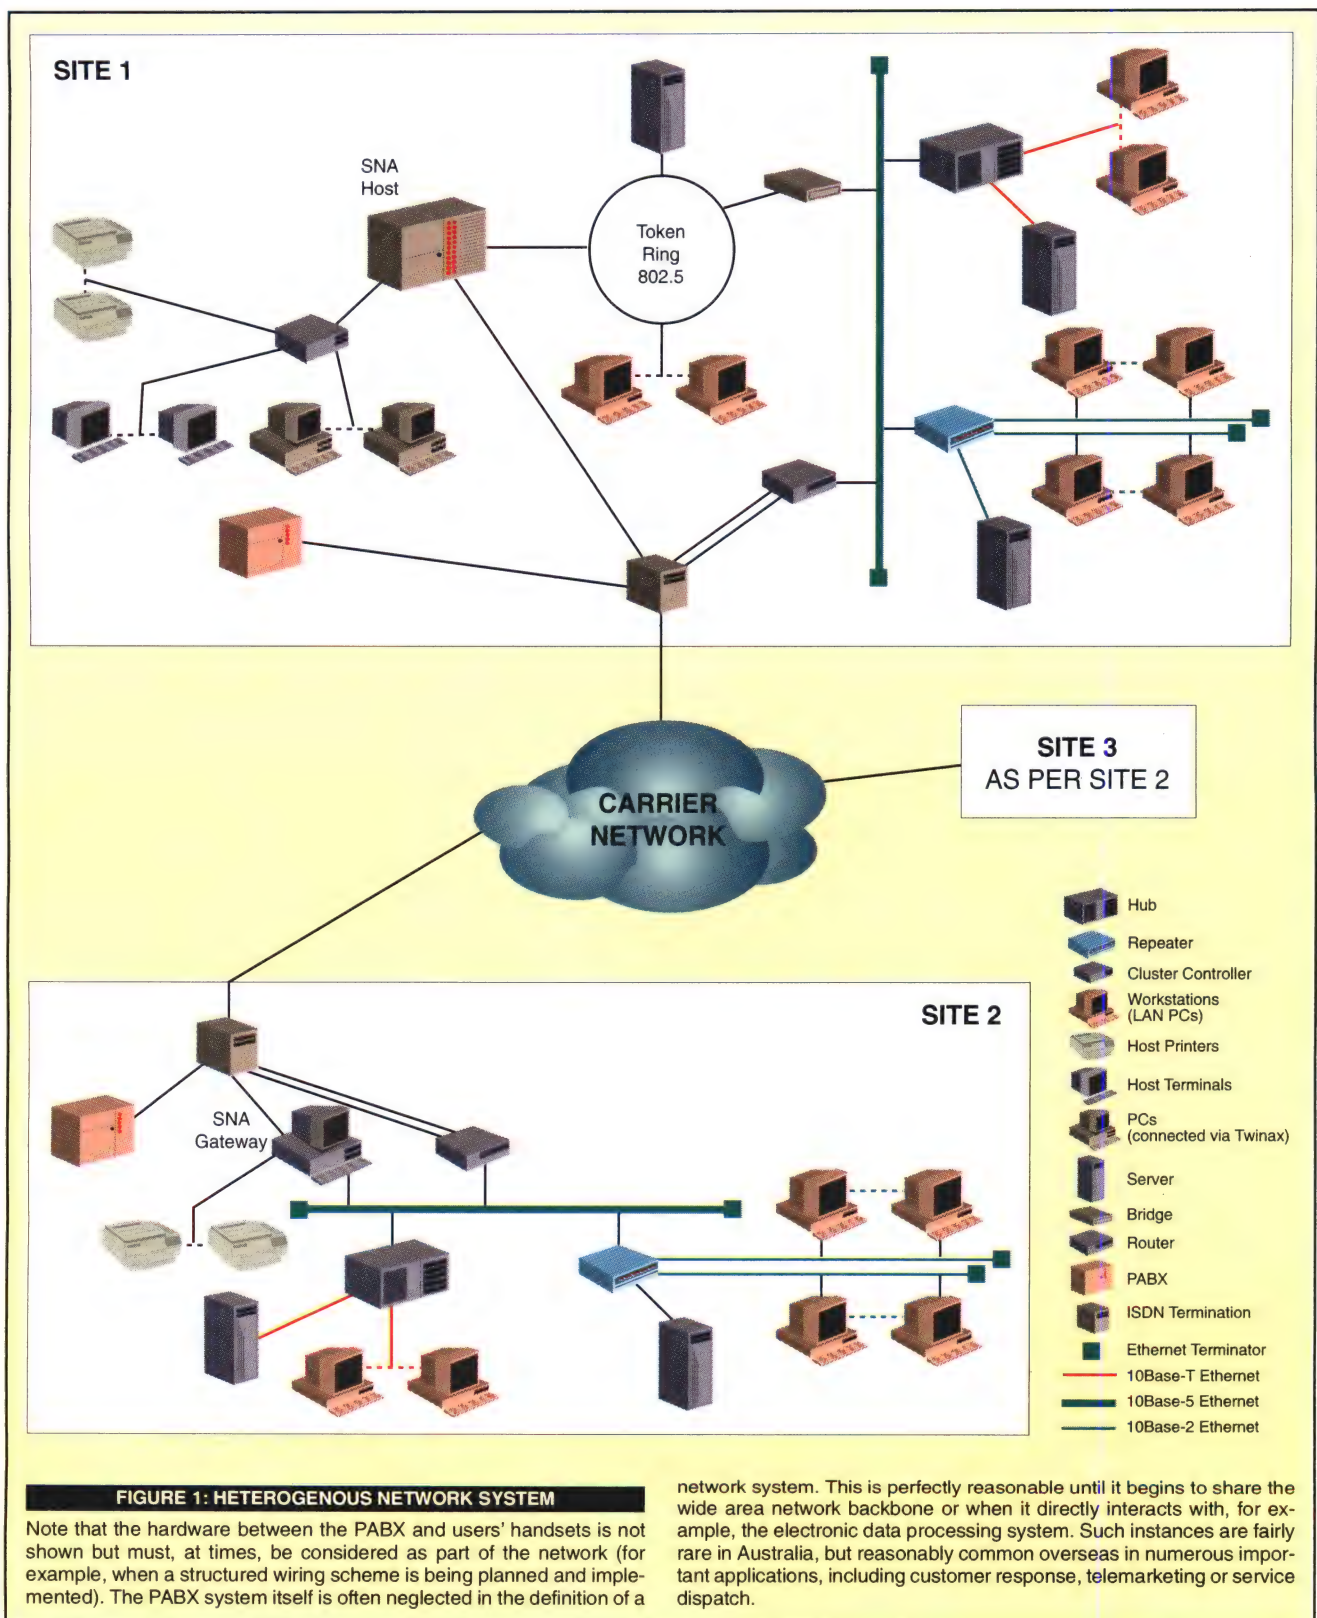 SITE 1
SNA
Host
Token
Ring
802.5
CARRIER
NETWORK
SITE 3
AS PER SITE 2
SITE 2
SNA
Gateway
Hub
Repeater
Cluster Controller
Workstations
(LAN PCs)
Host Printers
Host Terminals
PCs
(connected via Twinax)
Server
Bridge
Router
PABX
ISDN Termination
Ethernet Terminator
10Base-T Ethernet
10Base-5 Ethernet
10Base-2 Ethernet
FIGURE 1: HETEROGENOUS NETWORK SYSTEM
Note that the hardware between the PABX and users' handsets is not
shown but must, at times, be considered as part of the network (for
example, when a structured wiring scheme is being planned and imple-
mented). The PABX system itself is often neglected in the definition of a
network system. This is perfectly reasonable until it begins to share the
wide area network backbone or when it directly interacts with, for ex-
ample, the electronic data processing system. Such instances are fairly
rare in Australia, but reasonably common overseas in numerous impor-
tant applications, including customer response, telemarketing or service
dispatch.